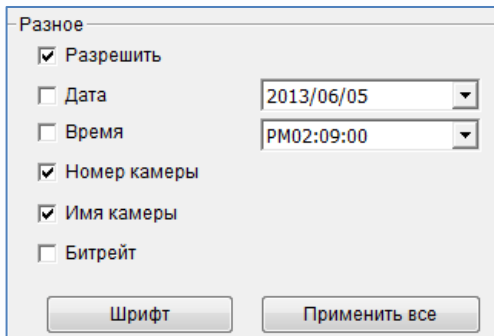 Разное
Разрешить
Дата 2013/06/05
Время PM02:09:00
Номер камеры
Имя камеры
Битрейт
Шрифт Применить все